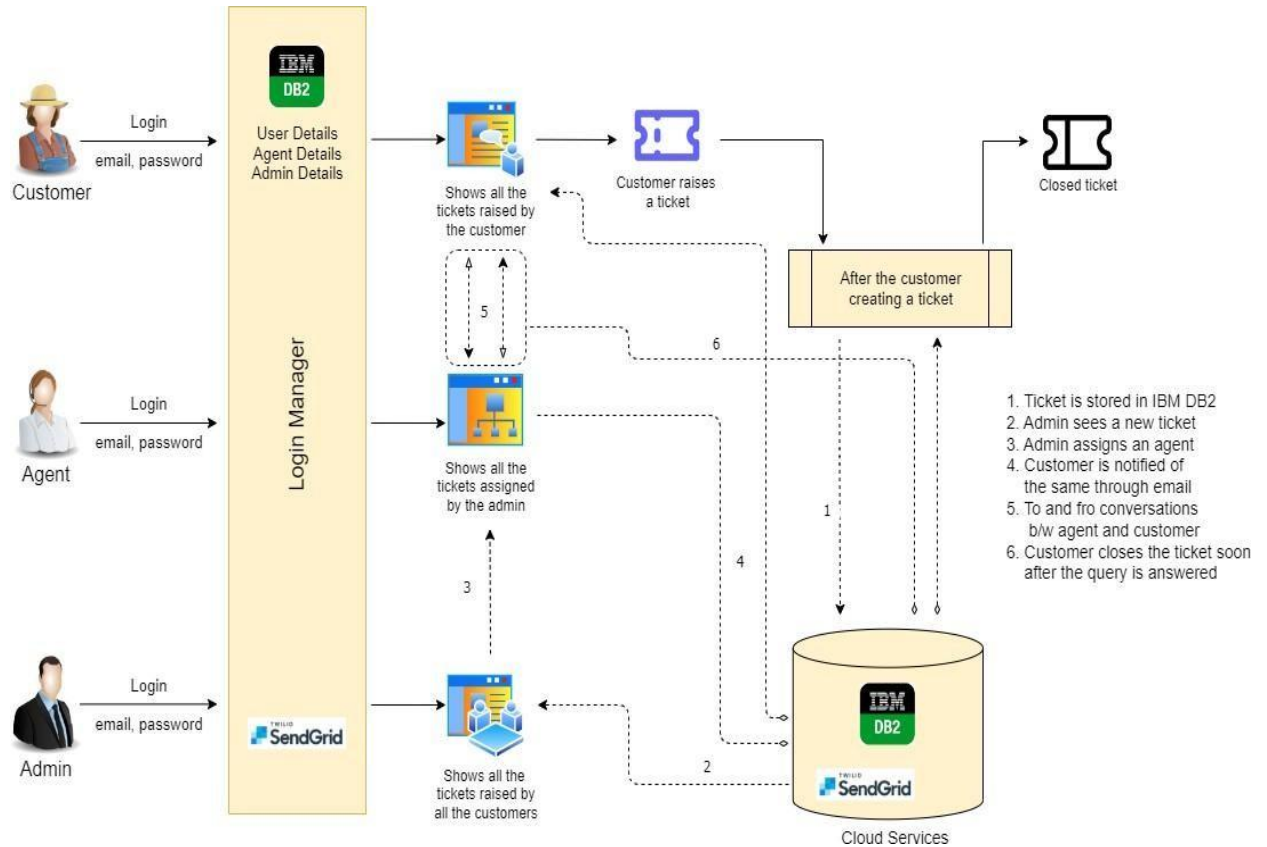 IBM
DB2
User Details
Agent Details
Admin Details
Login
email, password
Customer
Shows all the
tickets raised by
the customer
Customer raises
a ticket
Closed ticket
After the customer
creating a ticket
5
6
Login Manager
Login
email, password
Agent
Shows all the
tickets assigned
by the admin
1. Ticket is stored in IBM DB2
2. Admin sees a new ticket
3. Admin assigns an agent
4. Customer is notified of
the same through email
5. To and fro conversations
b/w agent and customer
6. Customer closes the ticket soon
after the query is answered
1
4
3
Login
email, password
Admin
TWILIO
SendGrid
Shows all the
tickets raised by
all the customers
2
IBM
DB2
TWILIO
SendGrid
Cloud Services